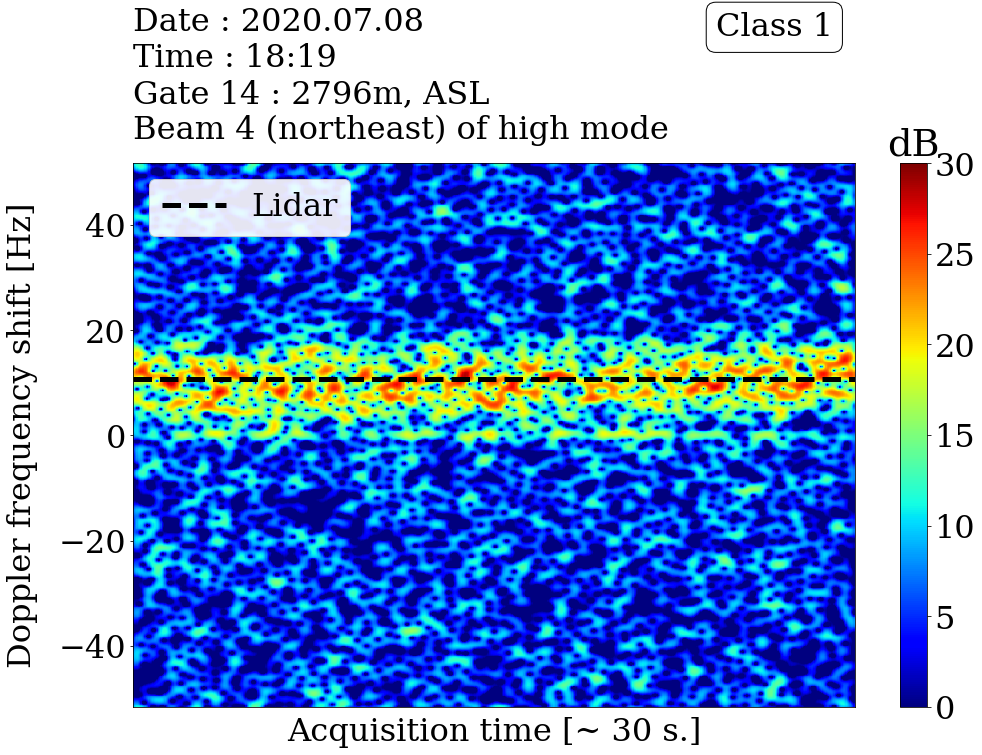 Date : 2020.07.08
Time : 18:19
Gate 14 : 2796m, ASL
Beam 4 (northeast) of high mode
Class 1
dB
Lidar
Doppler frequency shift [Hz]
40
20
0
−20
−40
30
25
20
15
10
5
0
Acquisition time [~ 30 s.]